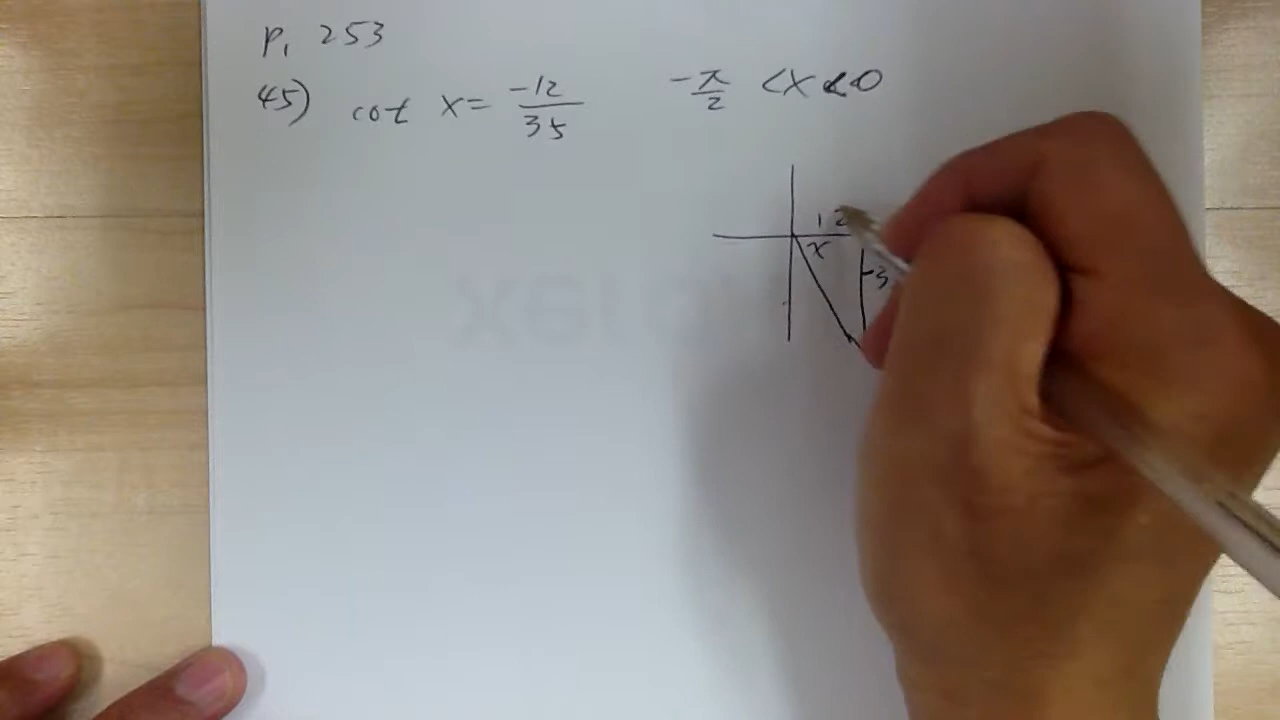 p. 253
45) cot x = -12/35 -π/2 < x < 0
12
x
3